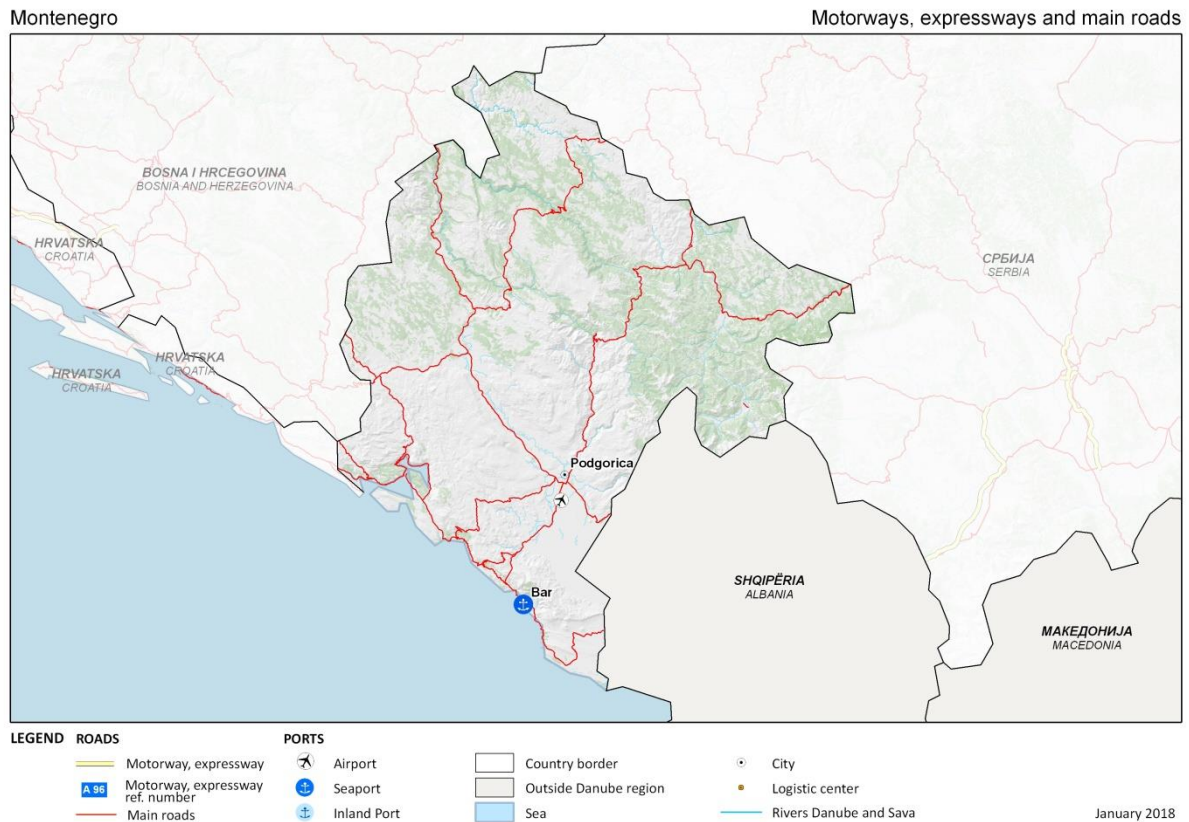 Montenegro
Motorways, expressways and main roads
BOSNA I HRCEGOVINA
BOSNIA AND HERZEGOVINA
HRVATSKA
CROATIA
СРБИЈА
SERBIA
HRVATSKA
CROATIA
HRVATSKA
CROATIA
Podgorica
Bar
SHQIPËRIA
ALBANIA
МАКЕДОНИЈА
MACEDONIA
LEGEND
ROADS
Motorway, expressway
A 96
Motorway, expressway
ref. number
Main roads
PORTS
Airport
Seaport
Inland Port
Country border
Outside Danube region
Sea
City
Logistic center
Rivers Danube and Sava
January 2018